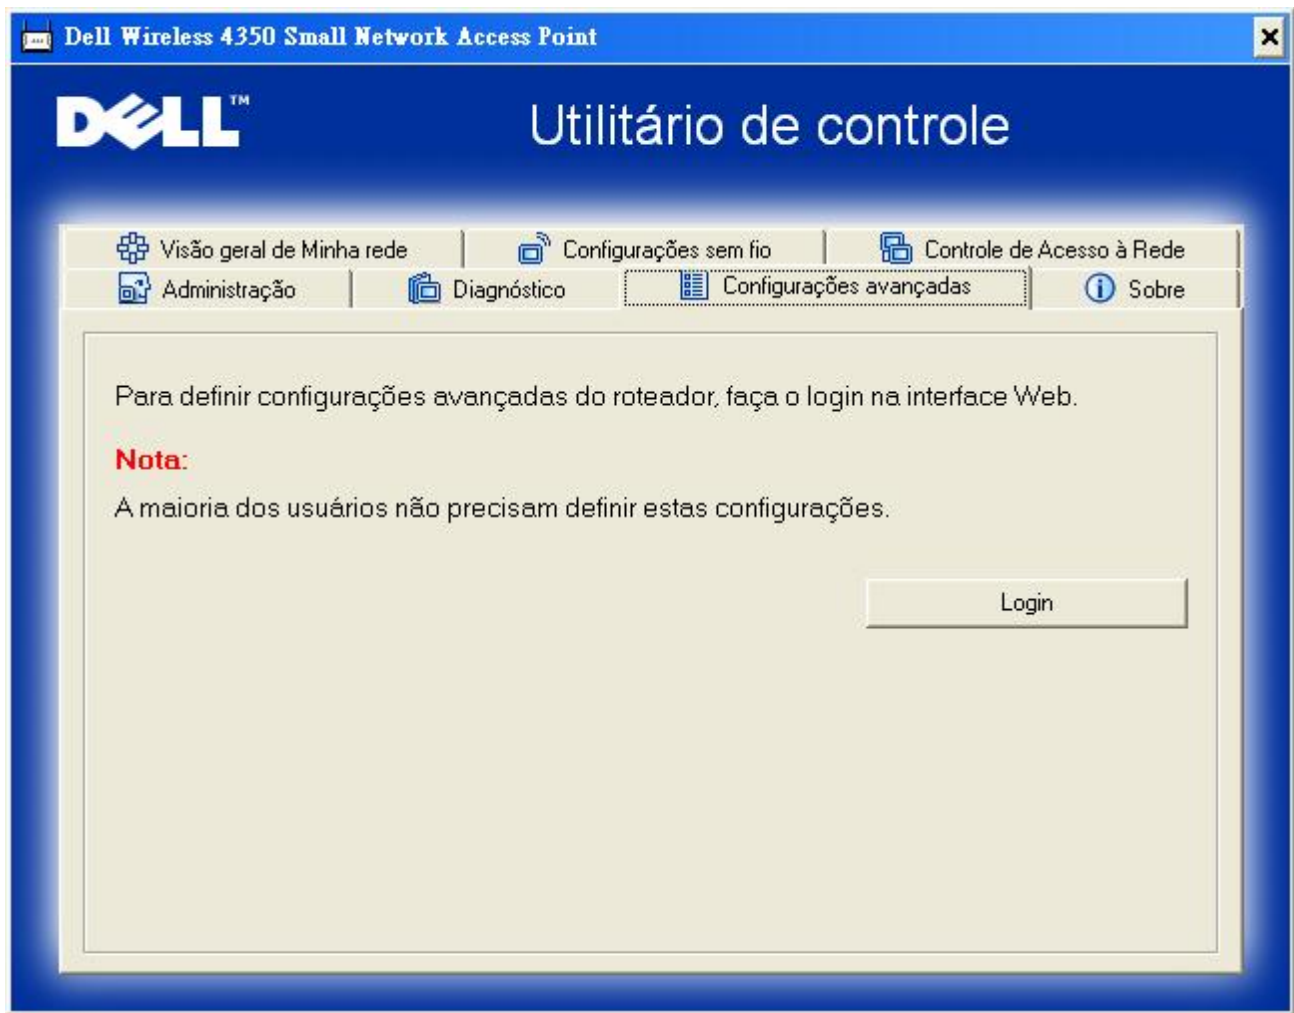 Dell Wireless 4350 Small Network Access Point
DELL™
Utilitário de controle
Visão geral de Minha rede
Configurações sem fio
Controle de Acesso à Rede
Administração
Diagnóstico
Configurações avançadas
Sobre
Para definir configurações avançadas do roteador, faça o login na interface Web.
Nota:
A maioria dos usuários não precisam definir estas configurações.
Login